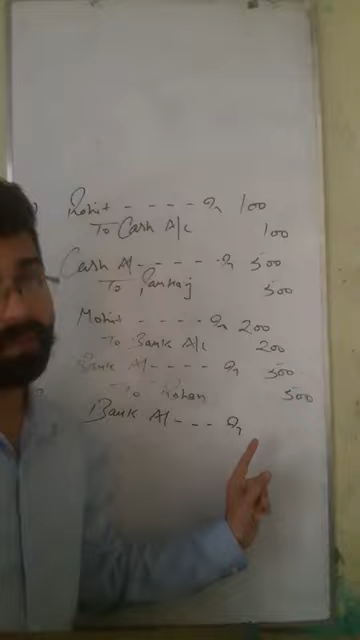 Rohit - - - - - Dr 100
To Cash A/c 100
Cash A/ - - - - - Dr 500
To Pankaj 500
Mohit - - - - - Dr 200
To Bank A/c 200
Bank A/ - - - - Dr 500
To Rohan 500
Bank A/ - - - Dr